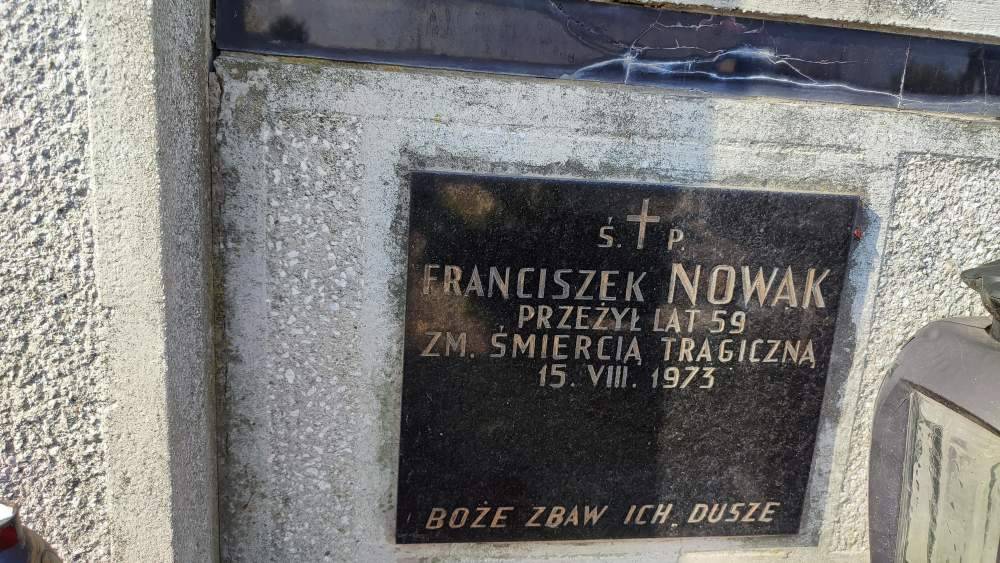 Ś. P.
FRANCISZEK NOWAK
PRZEŻYŁ LAT 59
ZM. ŚMIERCIĄ TRAGICZNĄ
15. VIII. 1973
BOŻE ZBAW ICH DUSZE